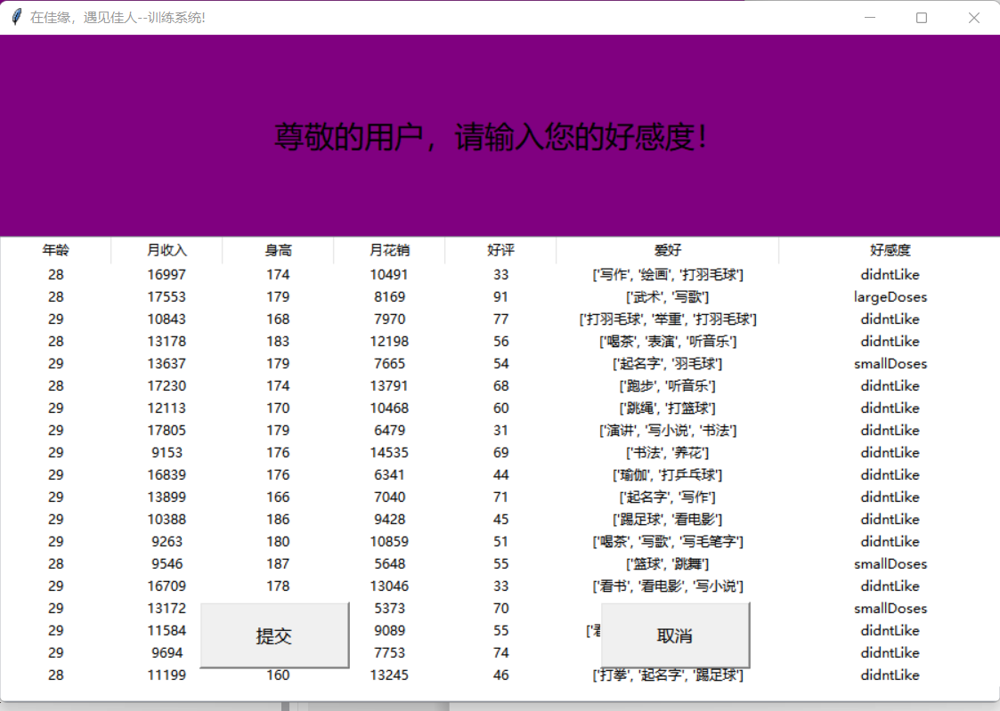 在佳缘，遇见佳人--训练系统!
尊敬的用户，请输入您的好感度！
年龄 月收入 身高 月花销 好评 爱好 好感度
28 16997 174 10491 33 ['写作', '绘画', '打羽毛球'] didntLike
28 17553 179 8169 91 ['武术', '写歌'] largeDoses
29 10843 168 7970 77 ['打羽毛球', '举重', '打羽毛球'] didntLike
28 13178 183 12198 56 ['喝茶', '表演', '听音乐'] didntLike
29 13637 179 7665 54 ['起名字', '羽毛球'] smallDoses
28 17230 174 13791 68 ['跑步', '听音乐'] didntLike
29 12113 170 10468 60 ['跳绳', '打篮球'] didntLike
29 17805 179 6479 31 ['演讲', '写小说', '书法'] didntLike
29 9153 176 14535 69 ['书法', '养花'] didntLike
29 16839 176 6341 44 ['瑜伽', '打乒乓球'] didntLike
29 13899 166 7040 71 ['起名字', '写作'] didntLike
29 10388 186 9428 45 ['踢足球', '看电影'] didntLike
29 9263 180 10859 51 ['喝茶', '写歌', '写毛笔字'] didntLike
28 9546 187 5648 55 ['篮球', '跳舞'] smallDoses
29 16709 178 13046 33 ['看书', '看电影', '写小说'] didntLike
29 13172 5373 70 smallDoses
29 11584 9089 55 didntLike
29 9694 7753 74 didntLike
提交 取消
28 11199 160 13245 46 ['打拳', '起名字', '踢足球'] didntLike